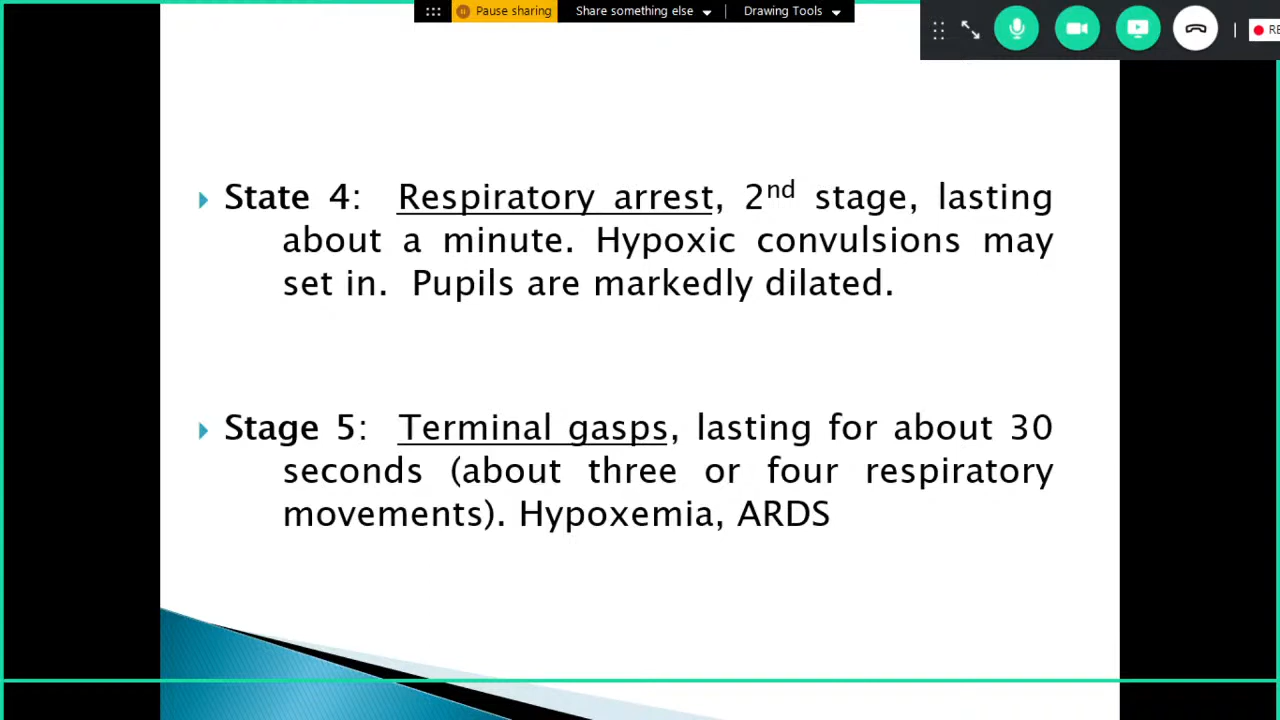 Pause sharing Share something else Drawing Tools
RE
State 4: Respiratory arrest, 2nd stage, lasting
about a minute. Hypoxic convulsions may
set in. Pupils are markedly dilated.
Stage 5: Terminal gasps, lasting for about 30
seconds (about three or four respiratory
movements). Hypoxemia, ARDS